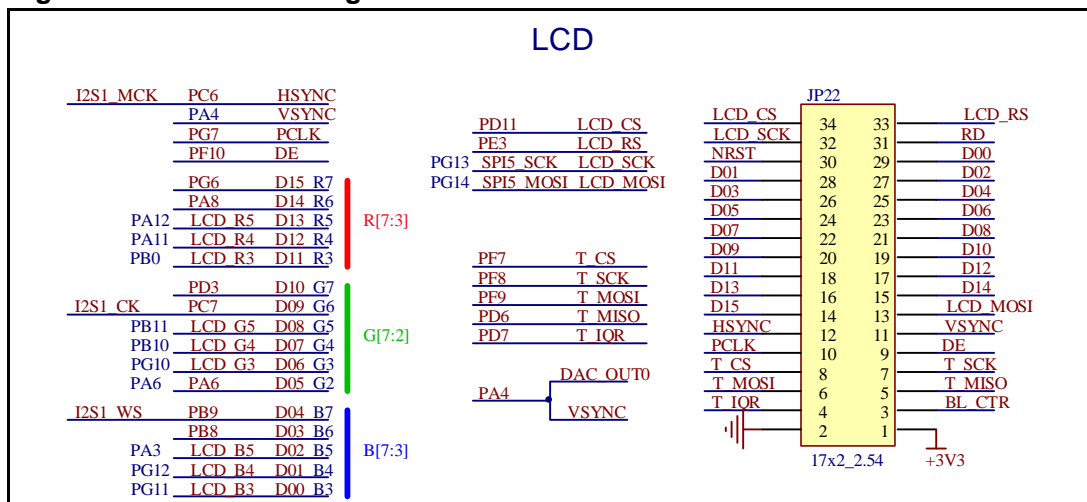 LCD
I2S1_MCK PC6 HSYNC
PA4 VSYNC
PG7 PCLK
PF10 DE
PG6 D15 R7
PA8 D14 R6
PA12 LCD_R5 D13 R5
PA11 LCD_R4 D12 R4
PB0 LCD_R3 D11 R3
R[7:3]
PD3 D10 G7
I2S1_CK PC7 D09 G6
PB11 LCD_G5 D08 G5
PB10 LCD_G4 D07 G4
PG10 LCD_G3 D06 G3
PA6 PA6 D05 G2
G[7:2]
I2S1_WS PB9 D04 B7
PB8 D03 B6
PA3 LCD_B5 D02 B5
PG12 LCD_B4 D01 B4
PG11 LCD_B3 D00 B3
B[7:3]
PD11 LCD_CS
PE3 LCD_RS
PG13 SPI5_SCK LCD_SCK
PG14 SPI5_MOSI LCD_MOSI
PF7 T_CS
PF8 T_SCK
PF9 T_MOSI
PD6 T_MISO
PD7 T_IQR
PA4 DAC_OUT0
VSYNC
JP22
LCD_CS 34 33 LCD_RS
LCD_SCK 32 31 RD
NRST 30 29 D00
D01 28 27 D02
D03 26 25 D04
D05 24 23 D06
D07 22 21 D08
D09 20 19 D10
D11 18 17 D12
D13 16 15 D14
D15 14 13 LCD_MOSI
HSYNC 12 11 VSYNC
PCLK 10 9 DE
T_CS 8 7 T_SCK
T_MOSI 6 5 T_MISO
T_IQR 4 3 BL_CTR
2 1
17x2_2.54
+3V3